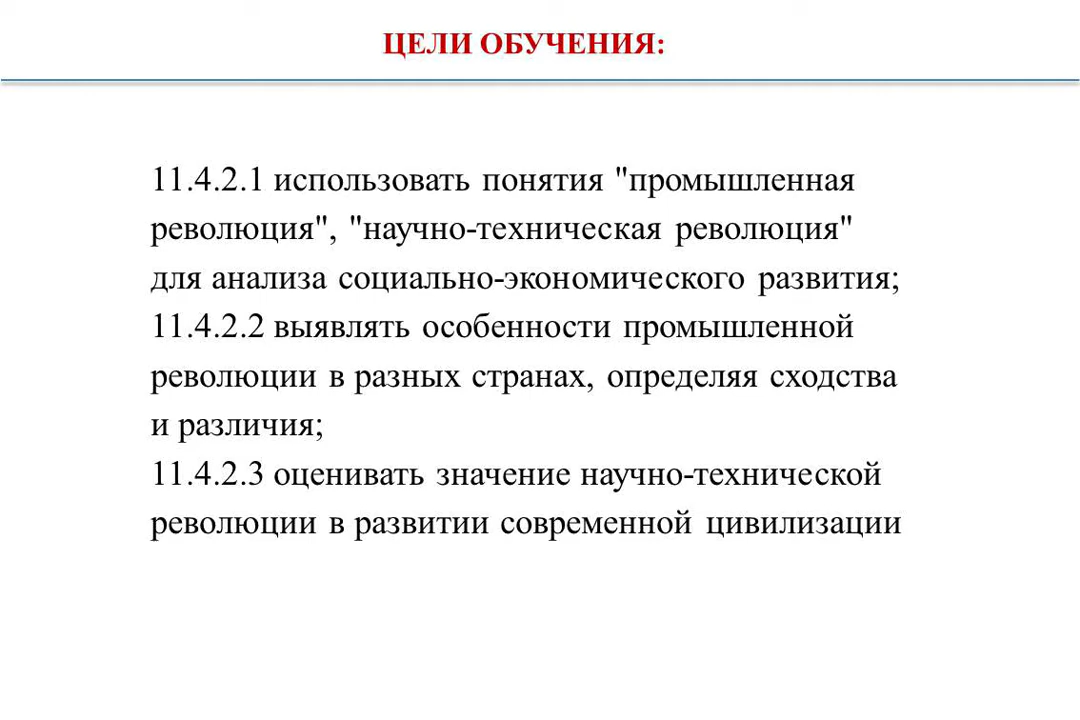 ЦЕЛИ ОБУЧЕНИЯ:
11.4.2.1 использовать понятия "промышленная
революция", "научно-техническая революция"
для анализа социально-экономического развития;
11.4.2.2 выявлять особенности промышленной
революции в разных странах, определяя сходства
и различия;
11.4.2.3 оценивать значение научно-технической
революции в развитии современной цивилизации